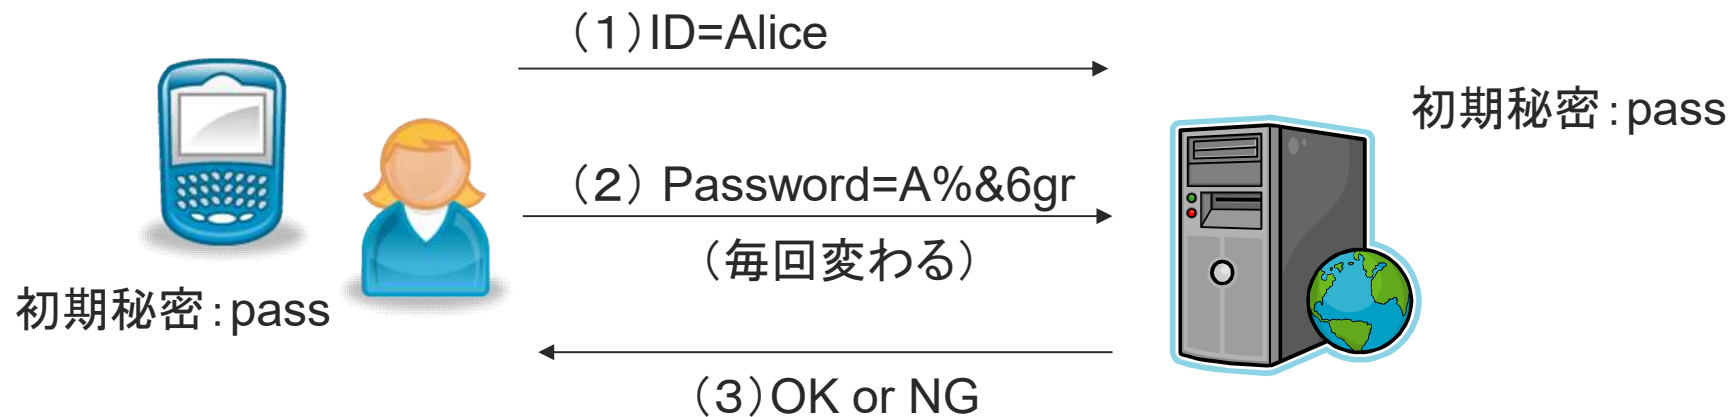 （１）ID=Alice
初期秘密：pass
（２） Password=A%&6gr
（毎回変わる）
初期秘密：pass
（３）OK or NG